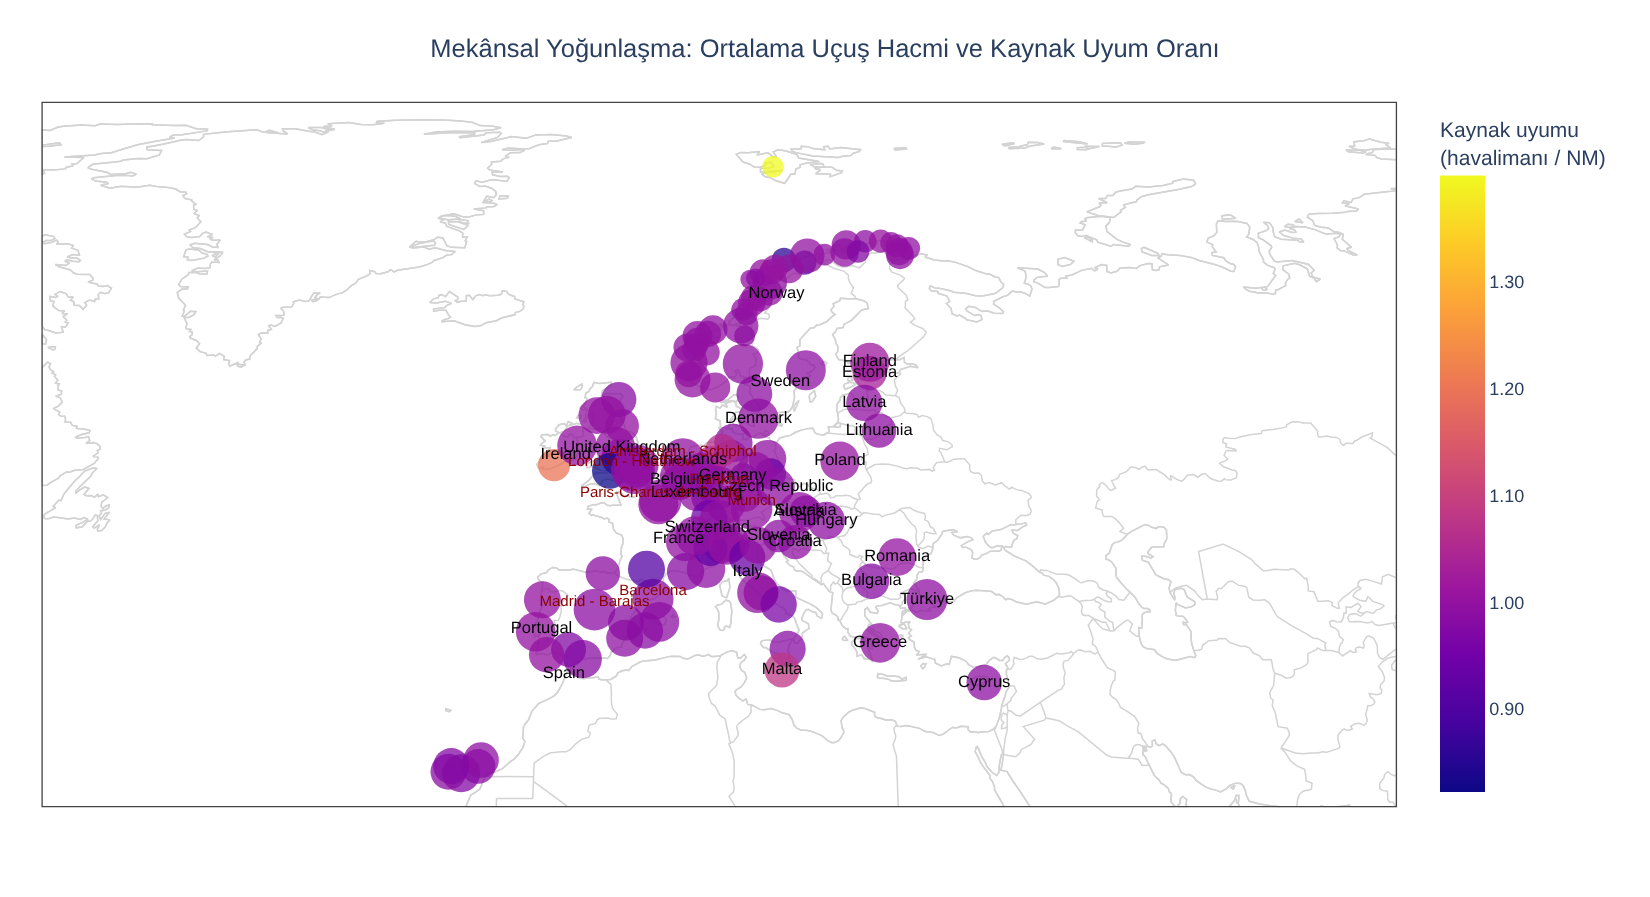 Mekânsal Yoğunlaşma: Ortalama Uçuş Hacmi ve Kaynak Uyum Oranı
Kaynak uyumu
(havalimanı / NM)
1.30
1.20
1.10
1.00
0.90
Norway
Finland
Estonia
Sweden
Latvia
Denmark
Lithuania
United Kingdom
Ireland
Netherlands
Poland
Germany
Belgium
Czech Republic
Luxembourg
Munich
Slovakia
Austria
Hungary
Switzerland
Slovenia
France
Croatia
Romania
Italy
Bulgaria
Barcelona
Madrid - Barajas
Türkiye
Portugal
Greece
Malta
Spain
Cyprus